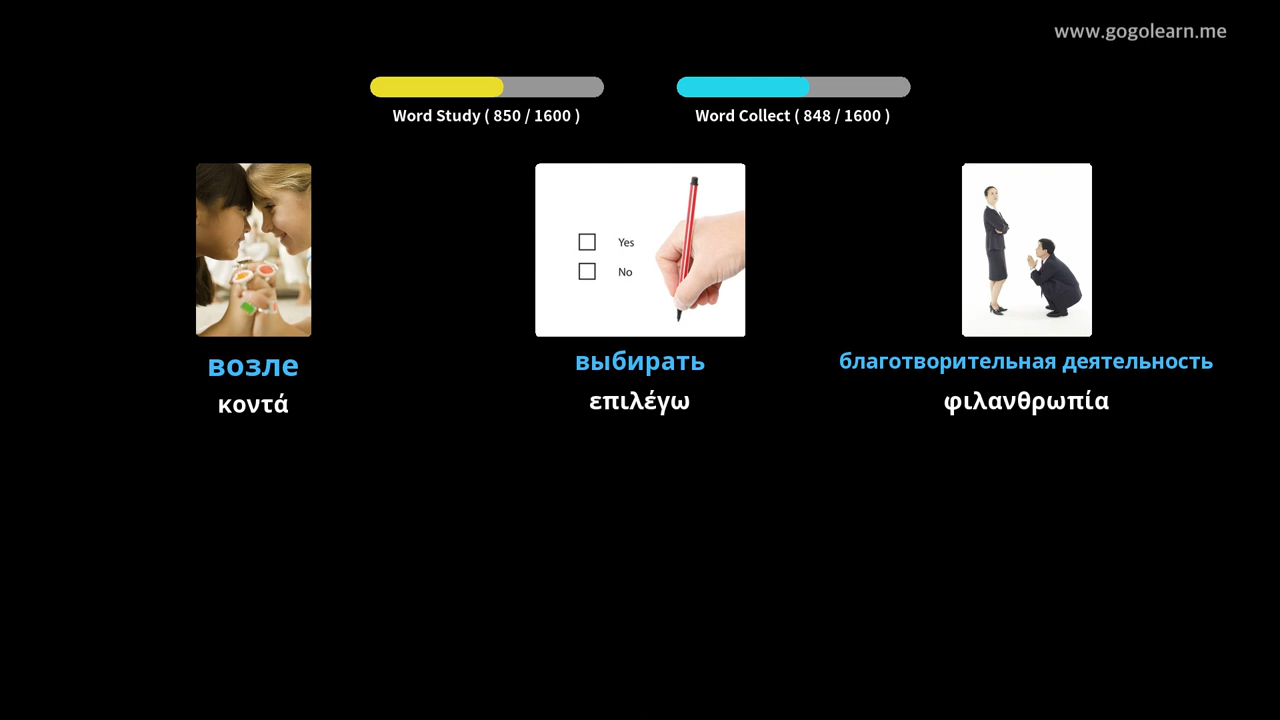 www.gogolearn.me
Word Study ( 850 / 1600 )
Word Collect ( 848 / 1600 )
Yes
No
возле
выбирать
благотворительная деятельность
κοντά
επιλέγω
φιλανθρωπία